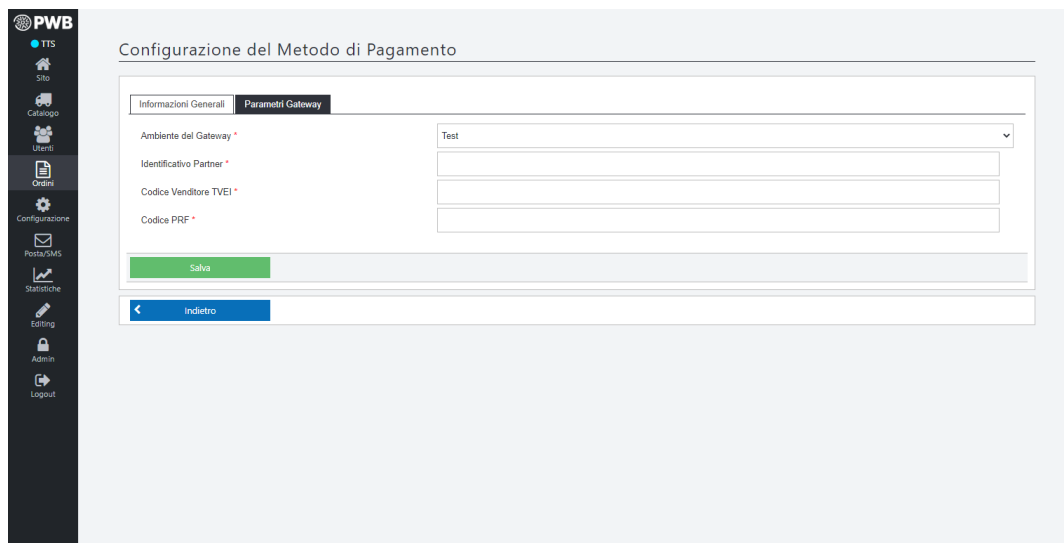 PWB
TTS
Sito
Catalogo
Utenti
Ordini
Configurazione
Posta/SMS
Statistiche
Editing
Admin
Logout
Configurazione del Metodo di Pagamento
Informazioni Generali
Parametri Gateway
Ambiente del Gateway *
Test
Identificativo Partner *
Codice Venditore TVEI *
Codice PRF *
Salva
Indietro